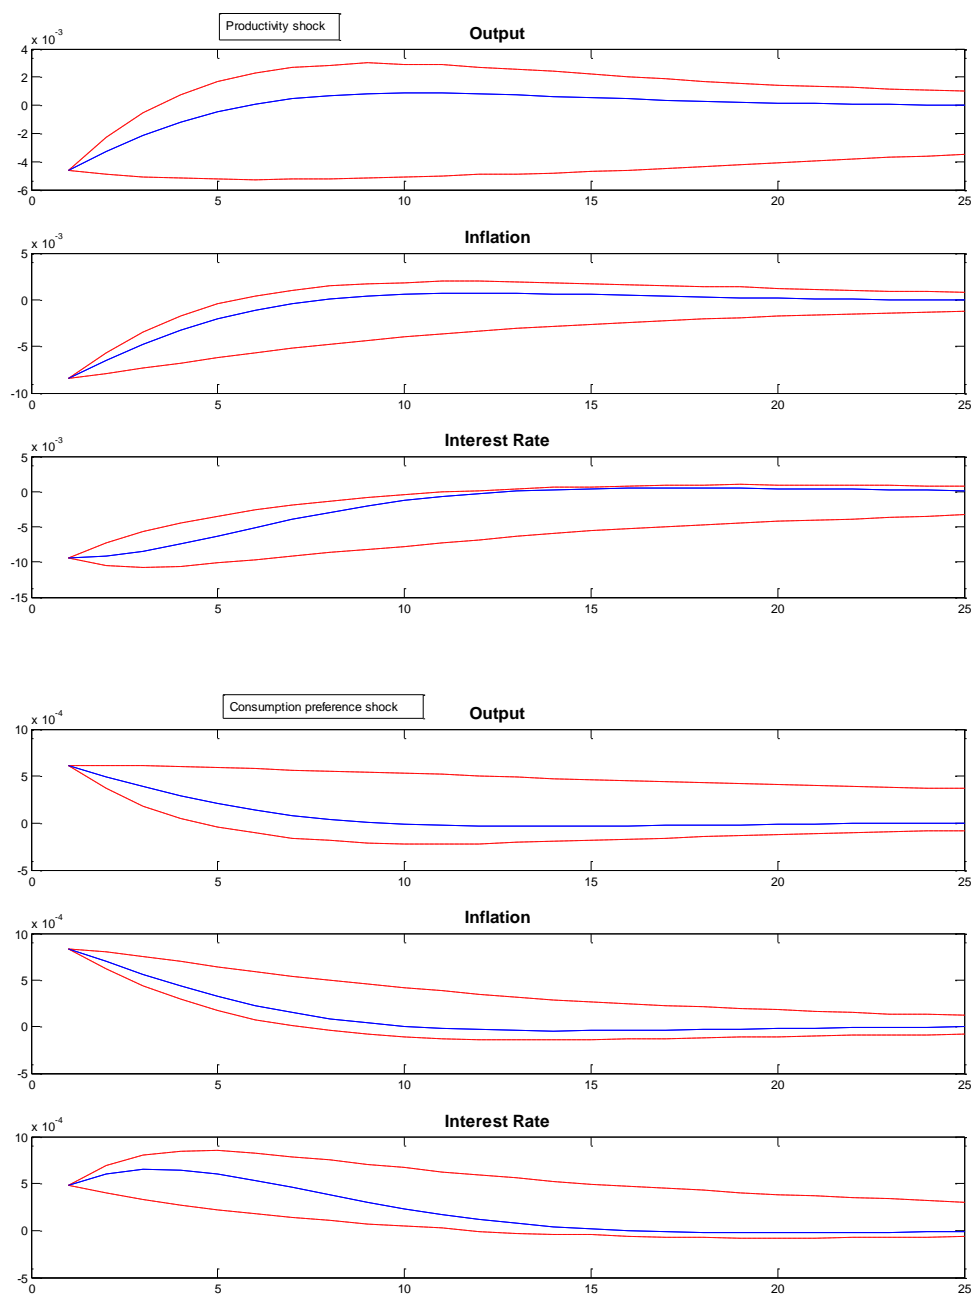 Productivity shock
Output
x 10-3
4
2
0
-2
-4
-6
0 5 10 15 20 25
Inflation
x 10-3
5
0
-5
-10
0 5 10 15 20 25
Interest Rate
x 10-3
5
0
-5
-10
-15
0 5 10 15 20 25
Consumption preference shock
Output
x 10-4
10
5
0
-5
0 5 10 15 20 25
Inflation
x 10-4
10
5
0
-5
0 5 10 15 20 25
Interest Rate
x 10-4
10
5
0
-5
0 5 10 15 20 25